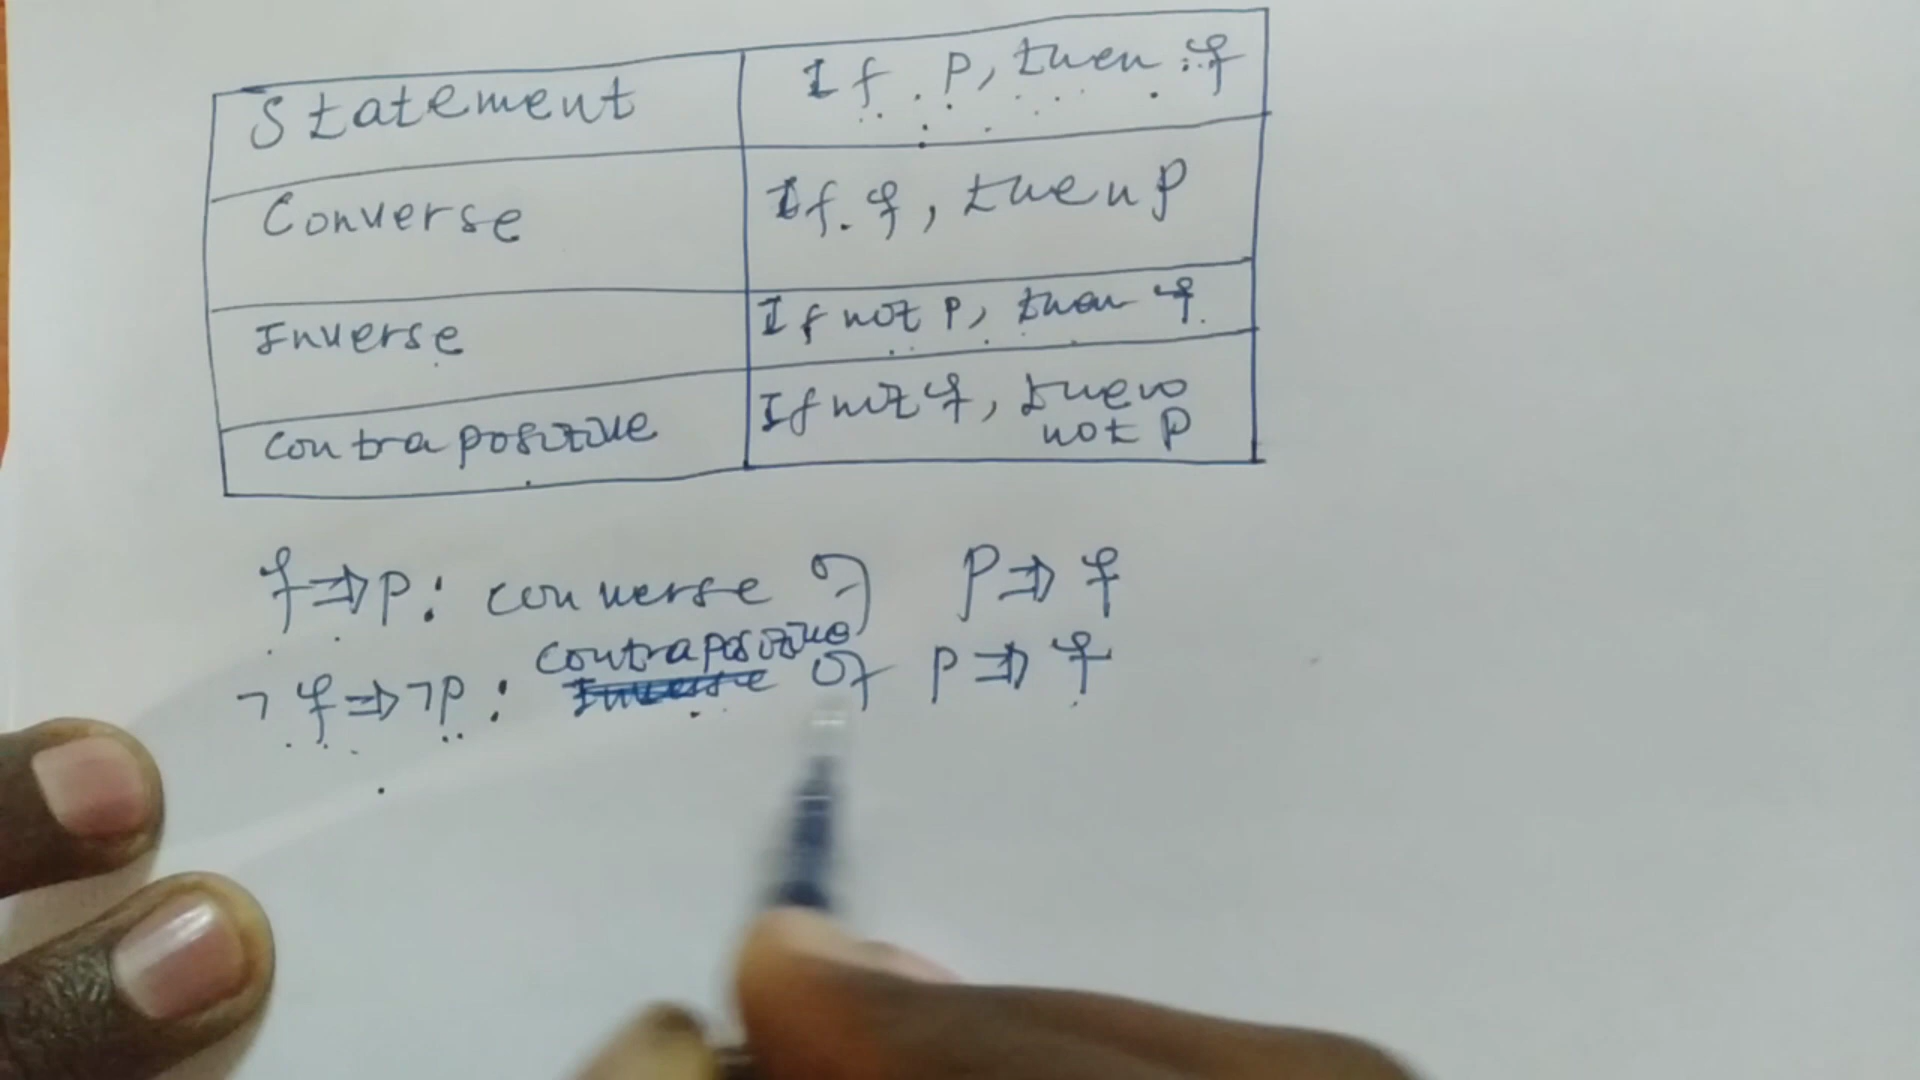 Statement If p, then q
Converse If q, then p
Inverse If not p, then q
contrapositive If not q, then
not p
q ⇒ p : converse of p ⇒ q
contrapositive
¬q ⇒ ¬p : Inverse of p ⇒ q